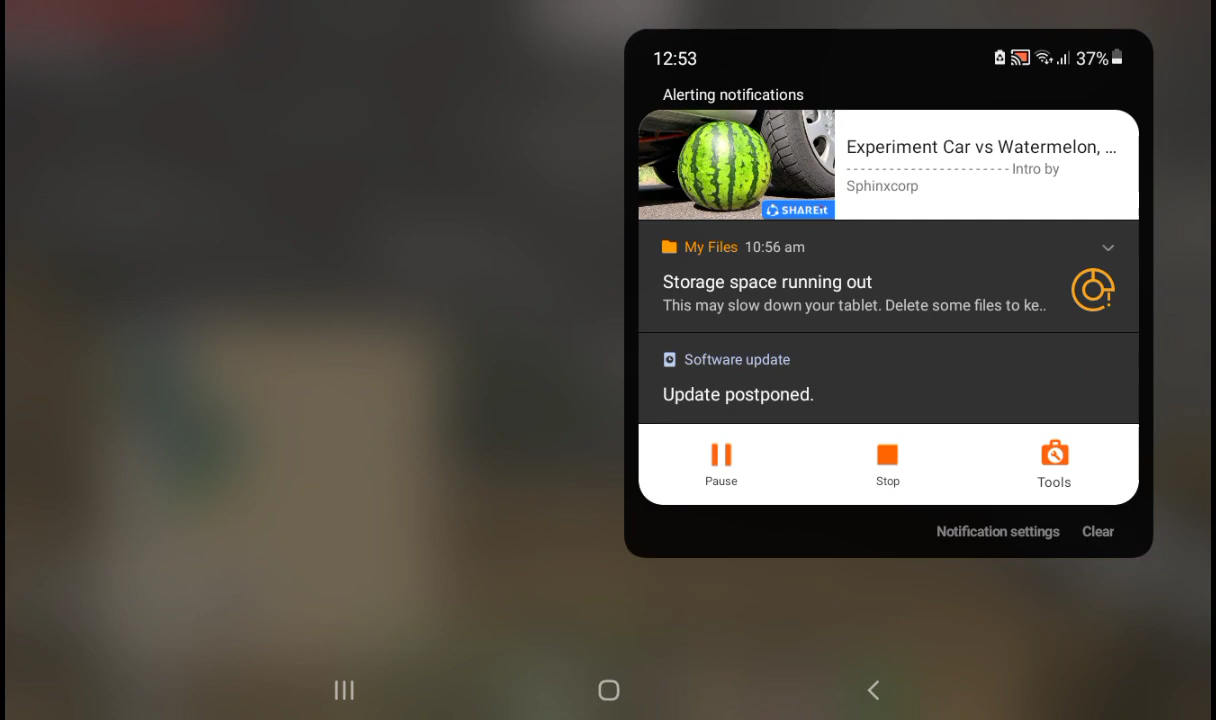 12:53
37%
Alerting notifications
Experiment Car vs Watermelon, ...
----------------------- Intro by
Sphinxcorp
SHAREit
My Files 10:56 am
Storage space running out
This may slow down your tablet. Delete some files to ke..
Software update
Update postponed.
Pause
Stop
Tools
Notification settings
Clear